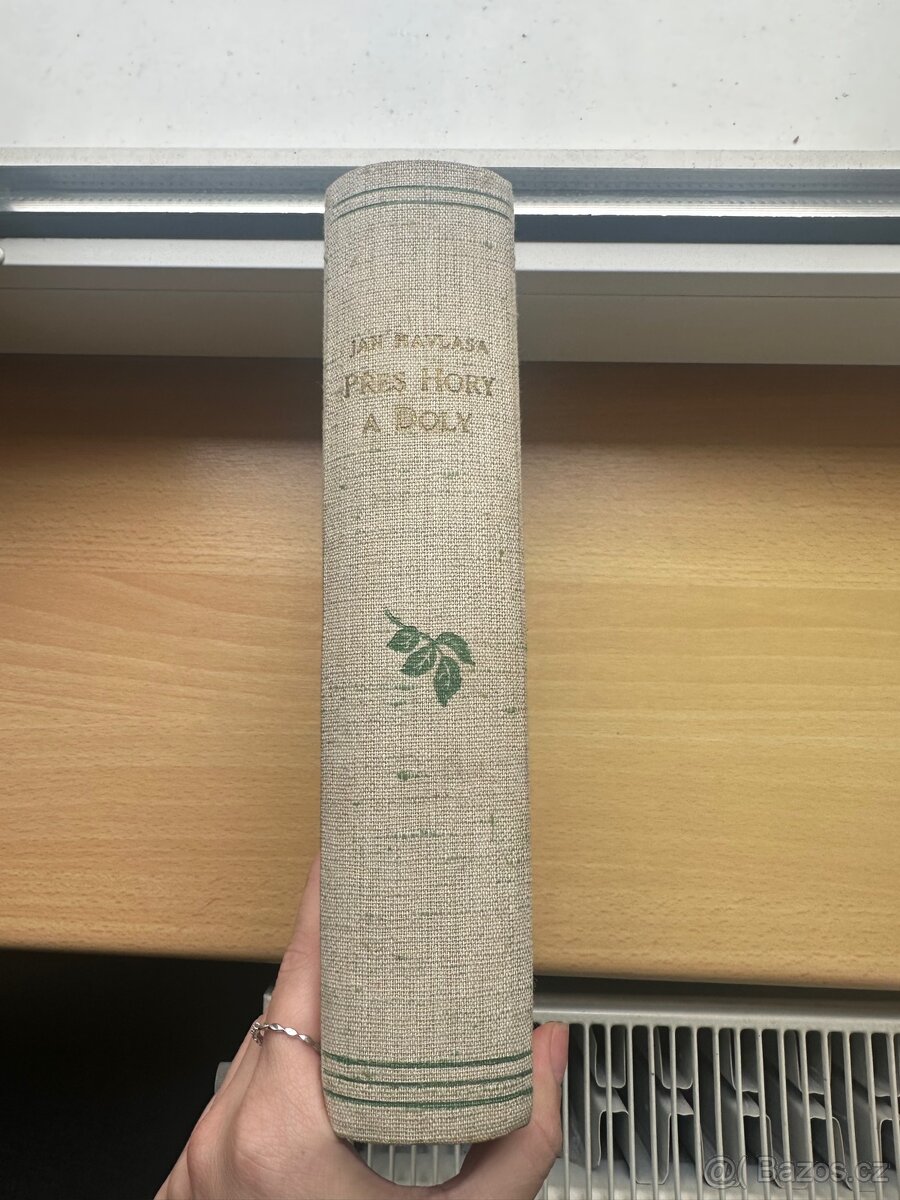 JAN HAVLASA
PŘES HORY
A DOLY
@( Bazos.cz